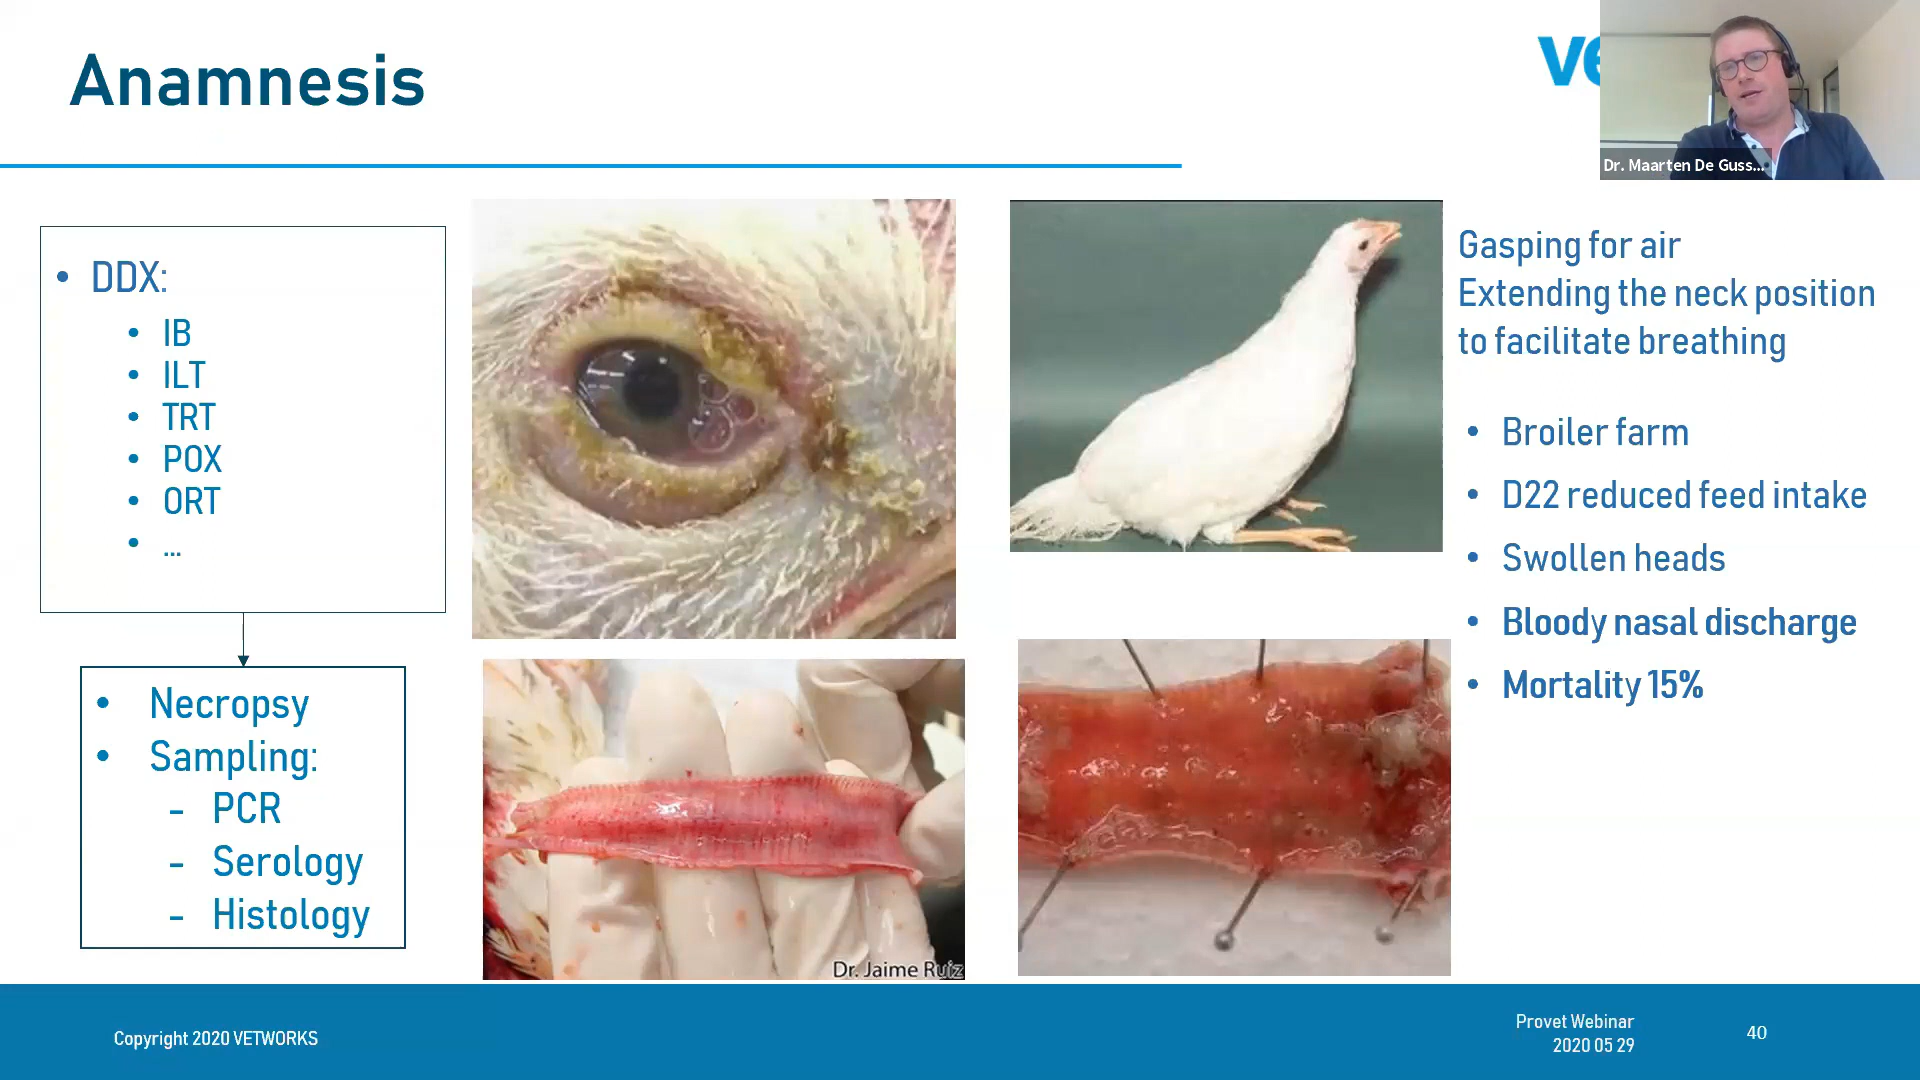 Anamnesis
Dr. Maarten De Guss...
• DDX:
• IB
• ILT
• TRT
• POX
• ORT
• ...
• Necropsy
• Sampling:
- PCR
- Serology
- Histology
Dr. Jaime Ruiz
Gasping for air
Extending the neck position
to facilitate breathing
• Broiler farm
• D22 reduced feed intake
• Swollen heads
• Bloody nasal discharge
• Mortality 15%
Copyright 2020 VETWORKS
Provet Webinar
2020 05 29
40